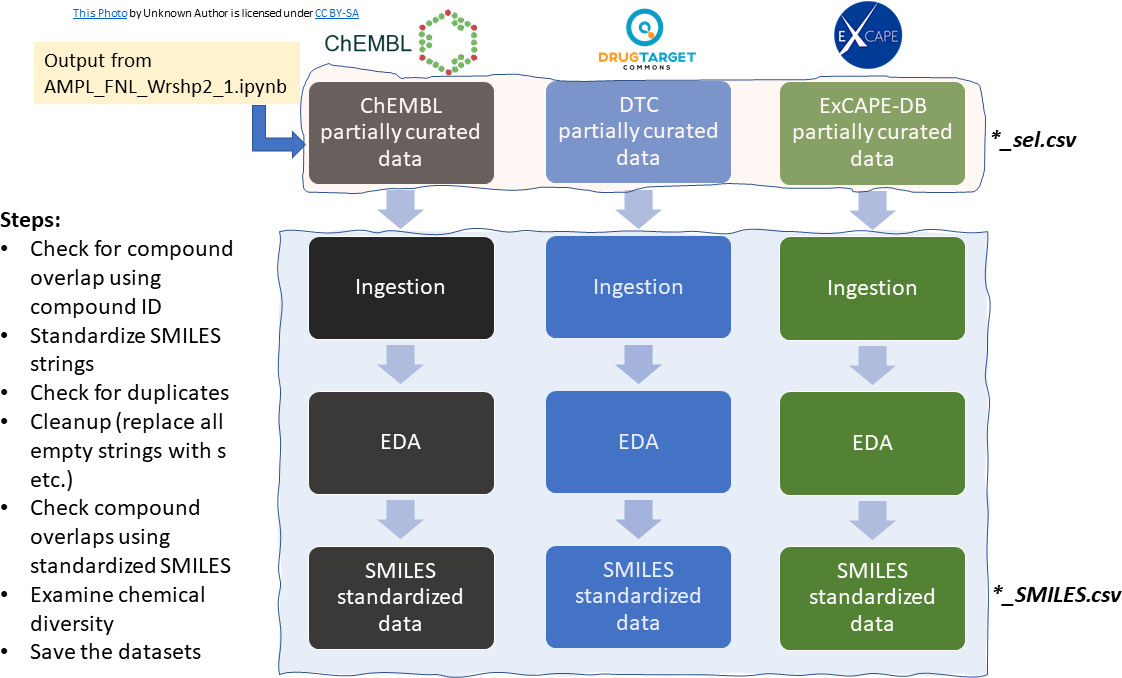 This Photo by Unknown Author is licensed under CC BY-SA
ChEMBL
DRUGTARGET
COMMONS
EXCAPE
Output from
AMPL_FNL_Wrshp2_1.ipynb
ChEMBL
partially curated
data
DTC
partially curated
data
ExCAPE-DB
partially curated
data
*_sel.csv
Steps:
• Check for compound
overlap using
compound ID
• Standardize SMILES
strings
• Check for duplicates
• Cleanup (replace all
empty strings with s
etc.)
• Check compound
overlaps using
standardized SMILES
• Examine chemical
diversity
• Save the datasets
Ingestion
Ingestion
Ingestion
EDA
EDA
EDA
SMILES
standardized
data
SMILES
standardized
data
SMILES
standardized
data
*_SMILES.csv